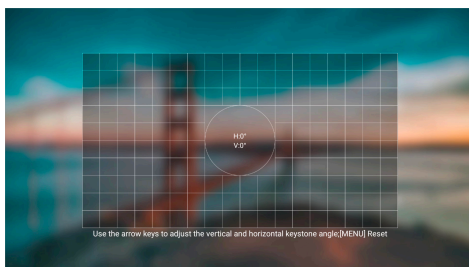 H:0°
V:0°
Use the arrow keys to adjust the vertical and horizontal keystone angle;[MENU] Reset